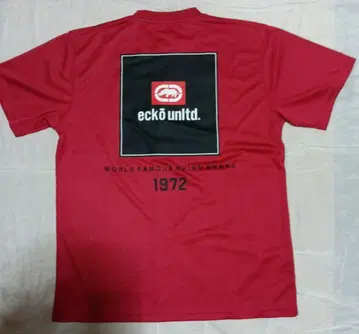 eckō unltd.
WORLD FAMOUS RHINO BRAND
1972